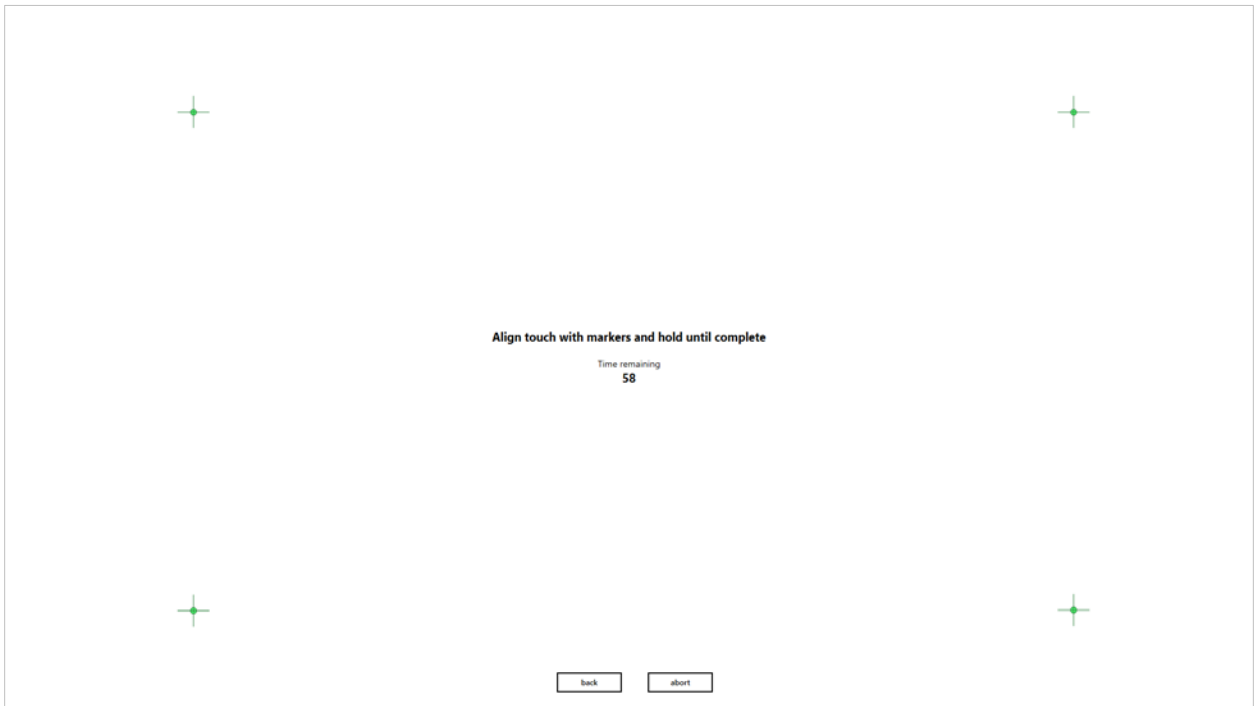 Align touch with markers and hold until complete
Time remaining
58
back abort